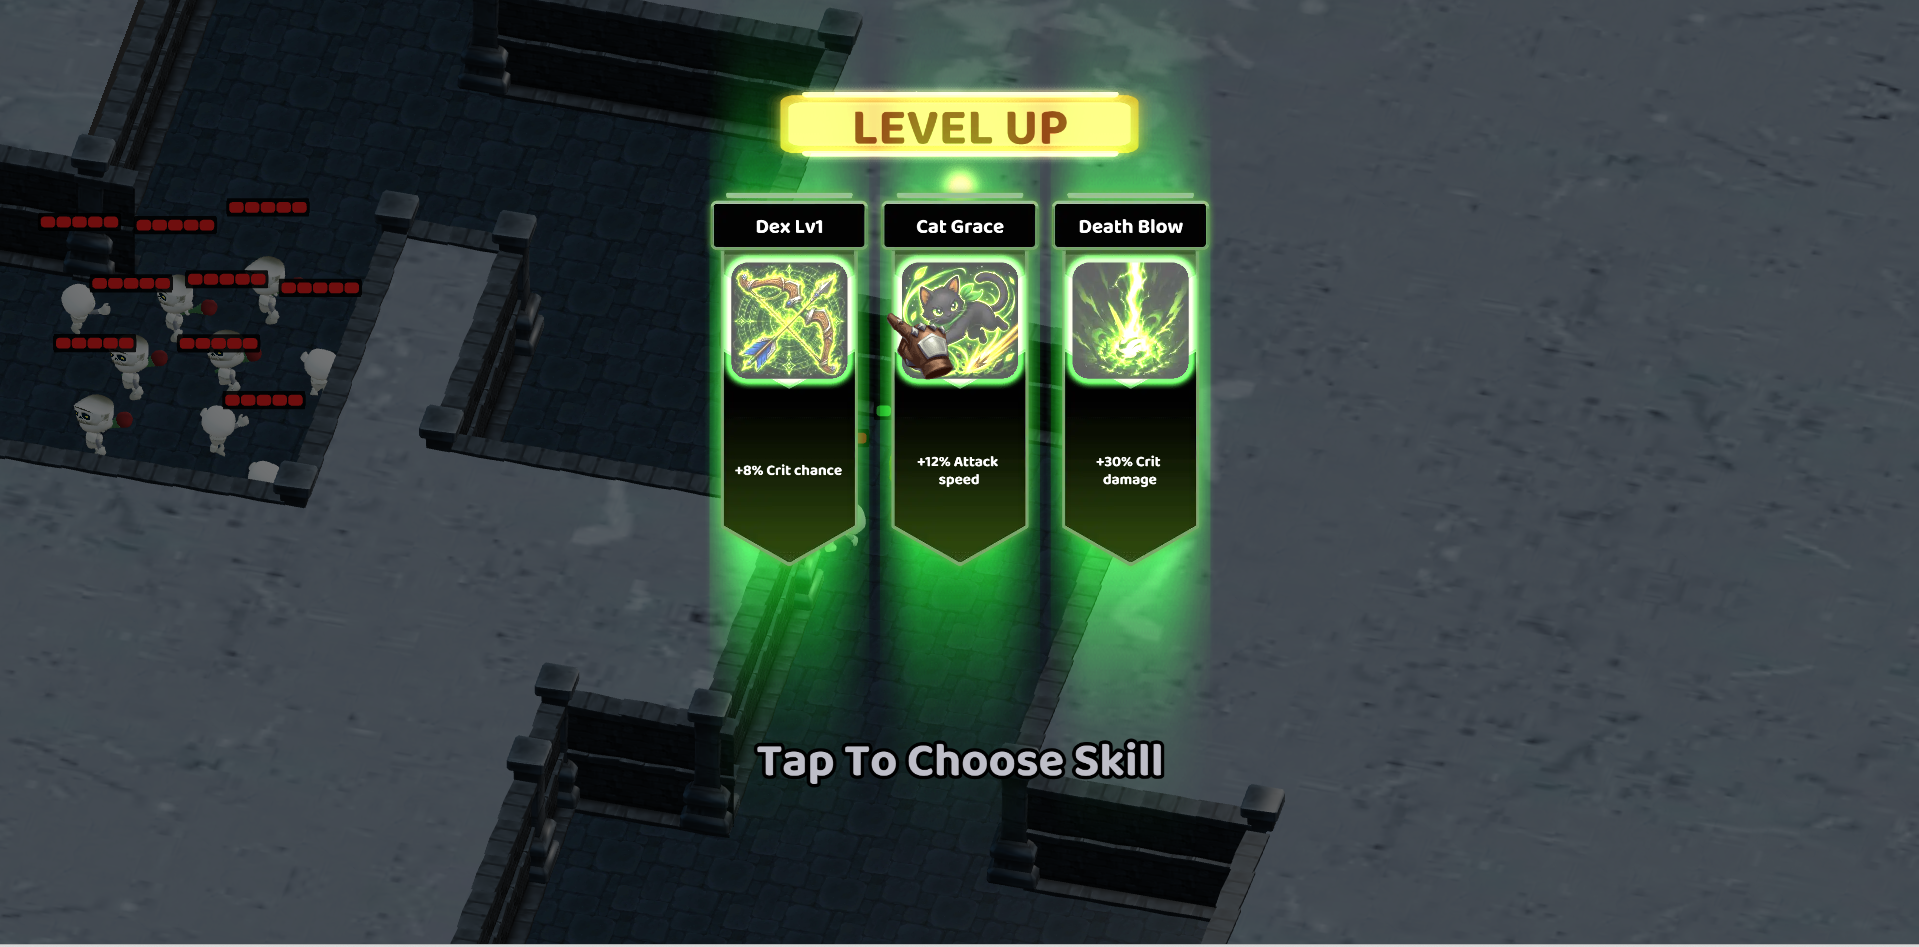 LEVEL UP
Dex Lv1
Cat Grace
Death Blow
+8% Crit chance
+12% Attack
speed
+30% Crit
damage
Tap To Choose Skill